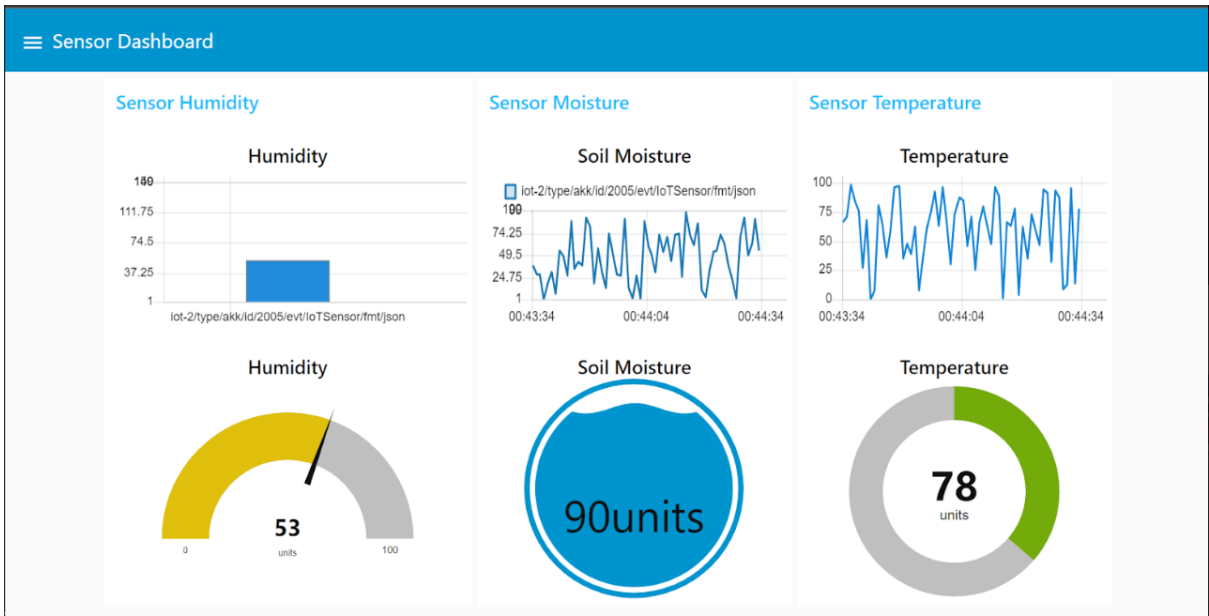 Sensor Dashboard
Sensor Humidity
Humidity
111.75
74.5
37.25
1
iot-2/type/akk/id/2005/evt/IoTSensor/fmt/json
Humidity
53
units
0
100
Sensor Moisture
Soil Moisture
iot-2/type/akk/id/2005/evt/IoTSensor/fmt/json
74.25
49.5
24.75
1
00:43:34 00:44:04 00:44:34
Soil Moisture
90units
Sensor Temperature
Temperature
100
75
50
25
0
00:43:34 00:44:04 00:44:34
Temperature
78
units